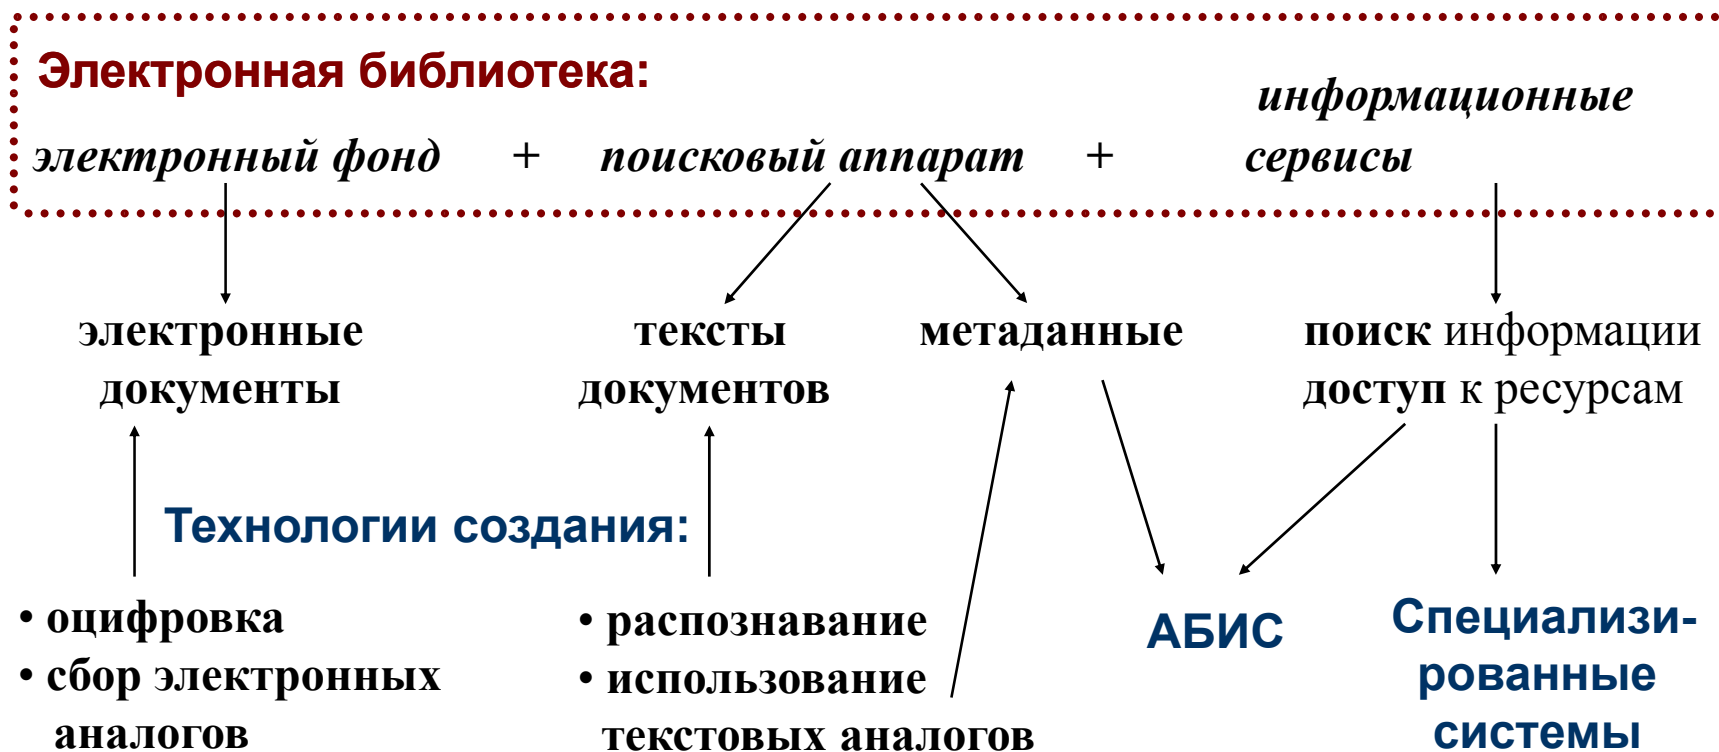 Электронная библиотека:
информационные
электронный фонд + поисковый аппарат + сервисы
электронные
документы
тексты
документов
метаданные
поиск информации
доступ к ресурсам
Технологии создания:
• оцифровка
• сбор электронных
аналогов
• распознавание
• использование
текстовых аналогов
АБИС
Специализи-
рованные
системы